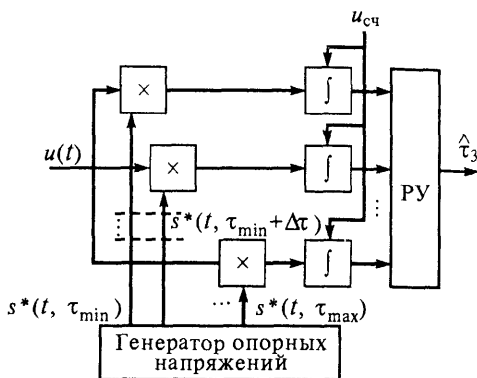 u_сч
×
∫
u(t)
×
∫
РУ
τ̂_з
⋮
s*(t, τ_min+Δτ)
⋮
×
∫
s*(t, τ_min)
...
s*(t, τ_max)
Генератор опорных
напряжений